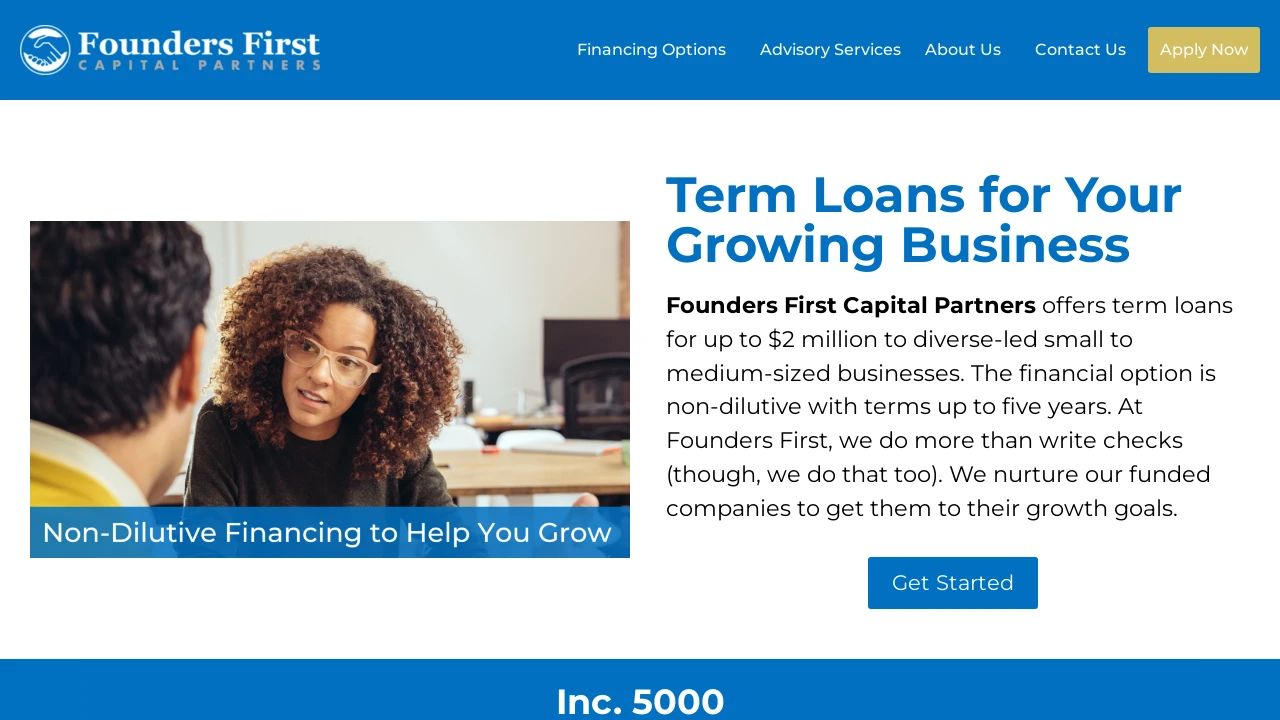 Founders First
CAPITAL PARTNERS
Financing Options
Advisory Services
About Us
Contact Us
Apply Now
Term Loans for Your
Growing Business
Founders First Capital Partners offers term loans
for up to $2 million to diverse-led small to
medium-sized businesses. The financial option is
non-dilutive with terms up to five years. At
Founders First, we do more than write checks
(though, we do that too). We nurture our funded
companies to get them to their growth goals.
Non-Dilutive Financing to Help You Grow
Get Started
Inc. 5000